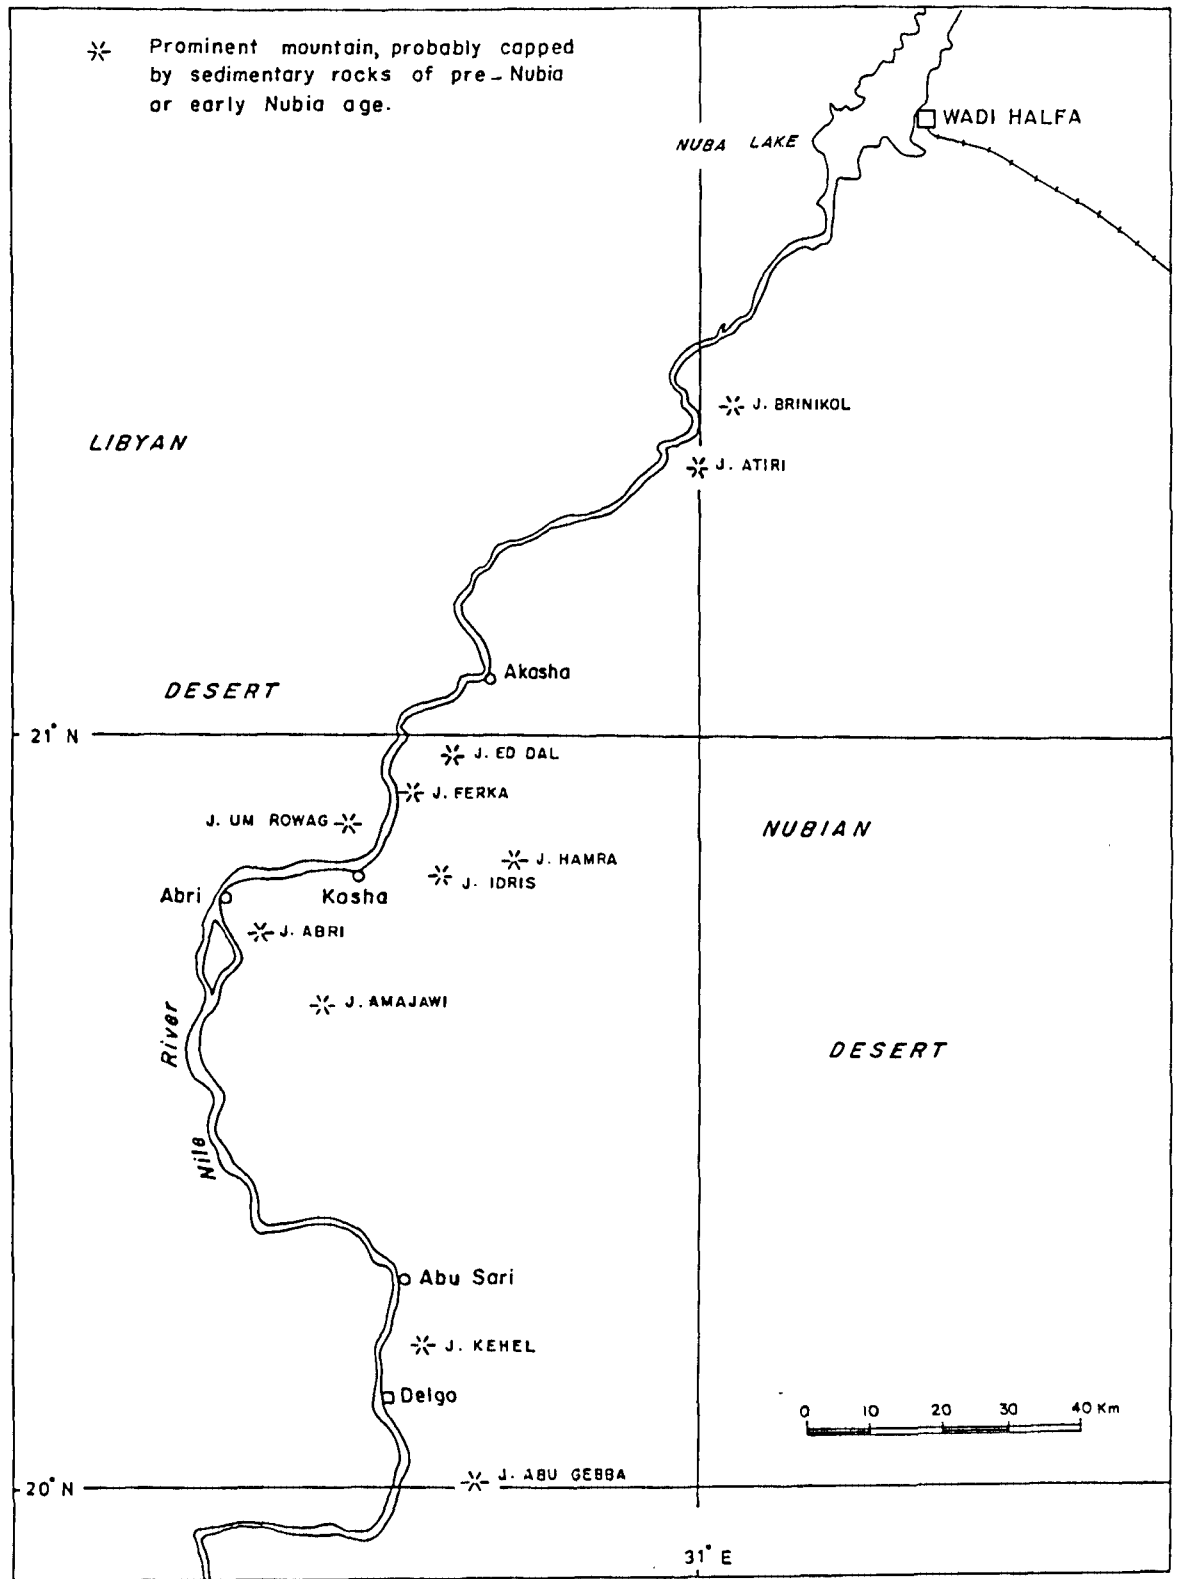 Prominent mountain, probably capped
by sedimentary rocks of pre-Nubia
or early Nubia age.
WADI HALFA
NUBA LAKE
J. BRINIKOL
LIBYAN
J. ATIRI
Akasha
DESERT
21° N
J. ED DAL
J. FERKA
J. UM ROWAG
NUBIAN
J. HAMRA
J. IDRIS
Abri
Kosha
J. ABRI
J. AMAJAWI
River
DESERT
Nile
Abu Sari
J. KEHEL
Delgo
0 10 20 30 40 Km
J. ABU GEBBA
20° N
31° E